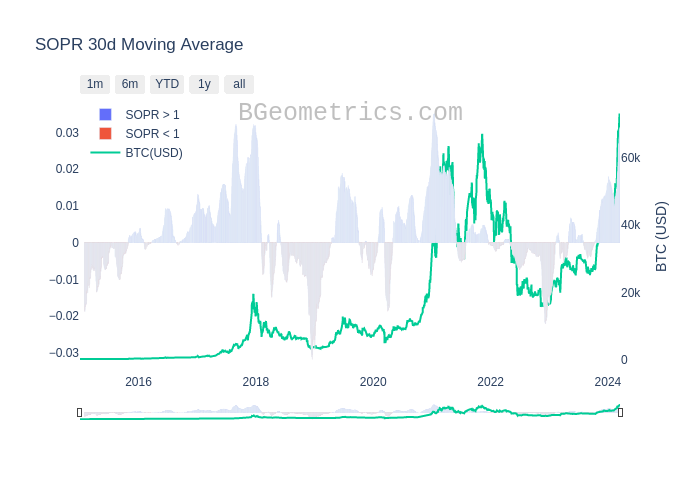 SOPR 30d Moving Average
1m 6m YTD 1y all
BGeometrics.com
SOPR > 1
SOPR < 1
BTC(USD)
0.03
0.02
0.01
0
−0.01
−0.02
−0.03
60k
40k
20k
0
BTC (USD)
2016 2018 2020 2022 2024